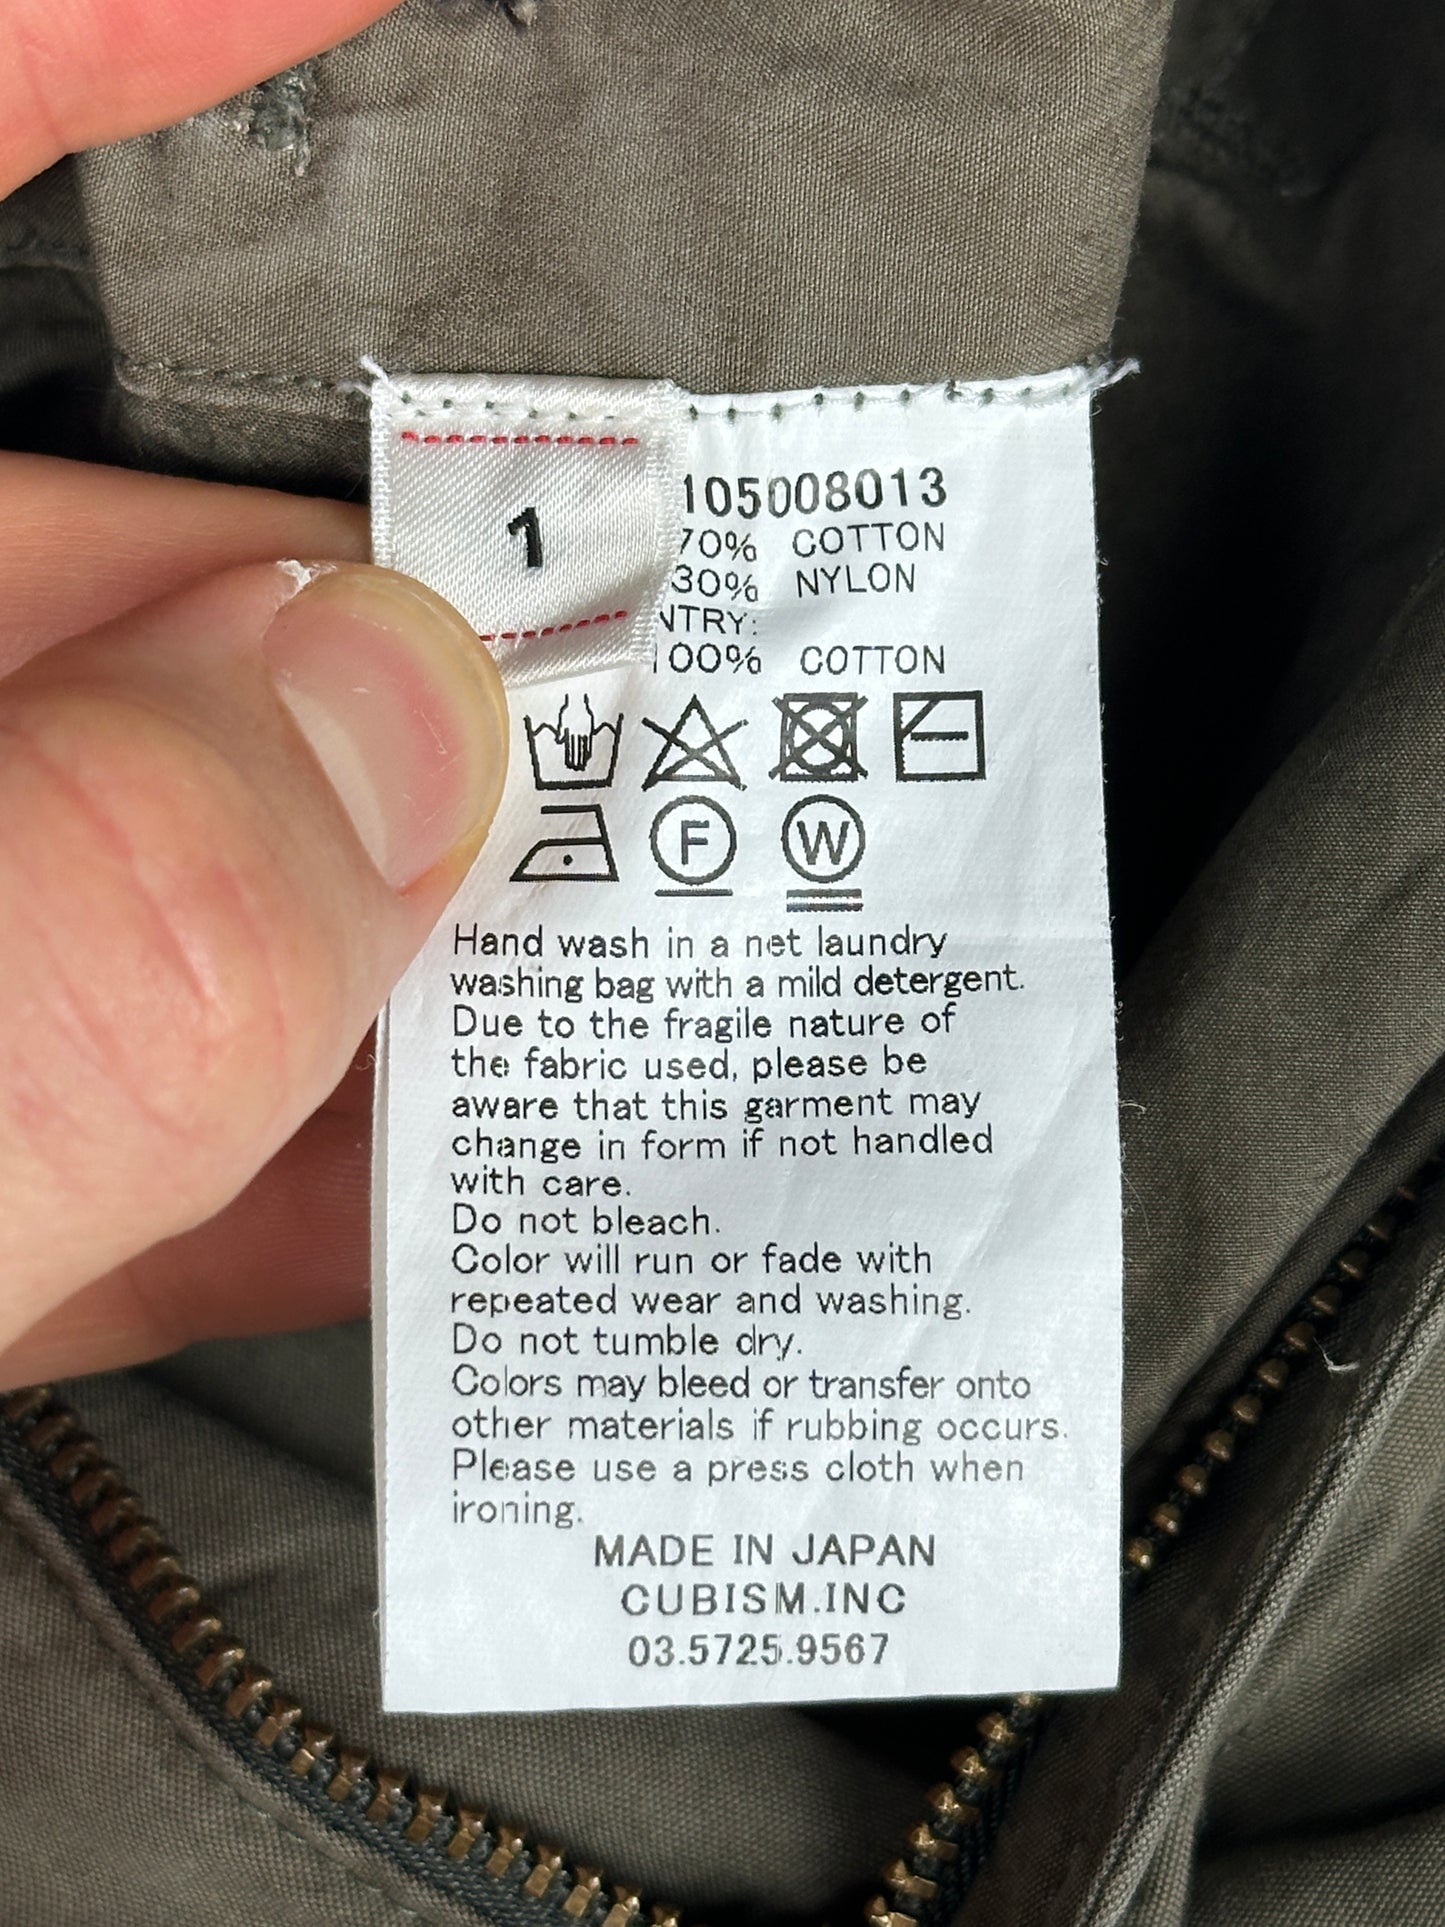 1
105008013
70% COTTON
30% NYLON
NTRY:
100% COTTON
F W
Hand wash in a net laundry
washing bag with a mild detergent.
Due to the fragile nature of
the fabric used, please be
aware that this garment may
change in form if not handled
with care.
Do not bleach.
Color will run or fade with
repeated wear and washing.
Do not tumble dry.
Colors may bleed or transfer onto
other materials if rubbing occurs.
Please use a press cloth when
ironing.
MADE IN JAPAN
CUBISM.INC
03.5725.9567